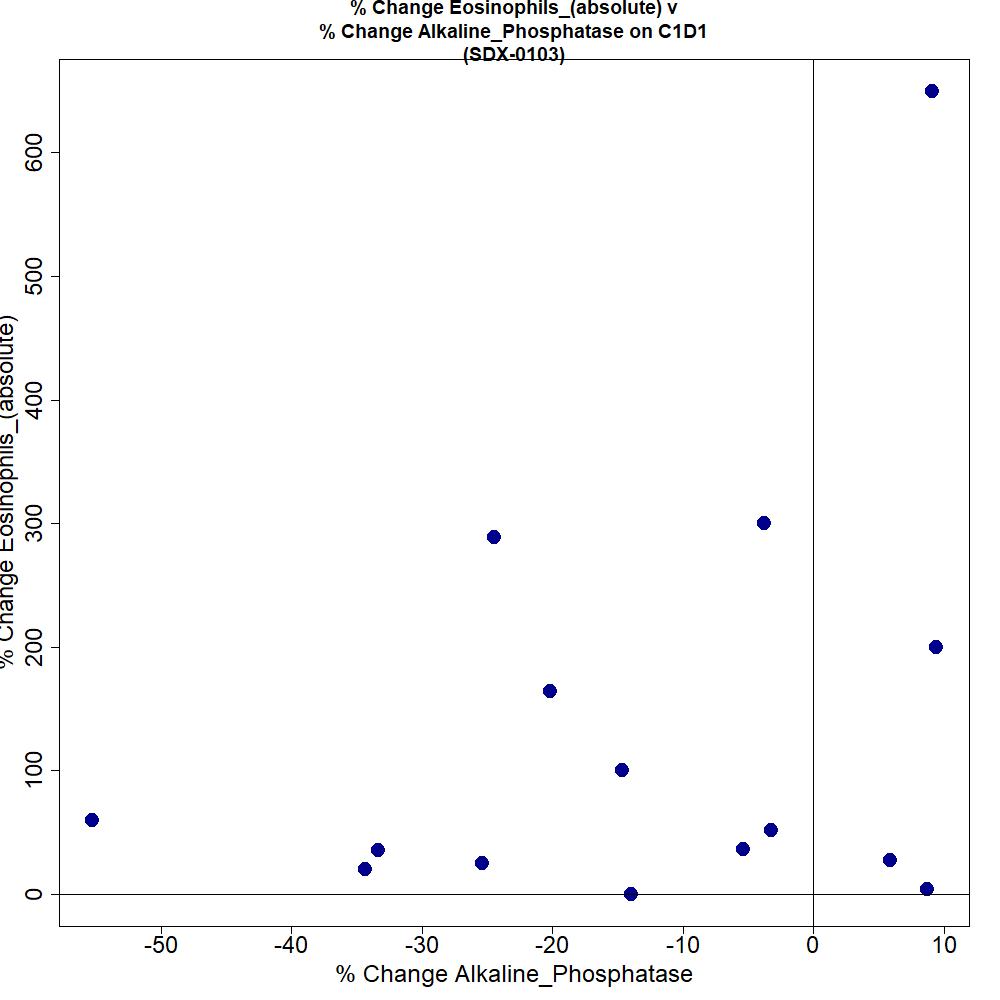 % Change Eosinophils_(absolute) v
% Change Alkaline_Phosphatase on C1D1
(SDX-0103)
% Change Eosinophils_(absolute)
600
500
400
300
200
100
0
-50
-40
-30
-20
-10
0
10
% Change Alkaline_Phosphatase